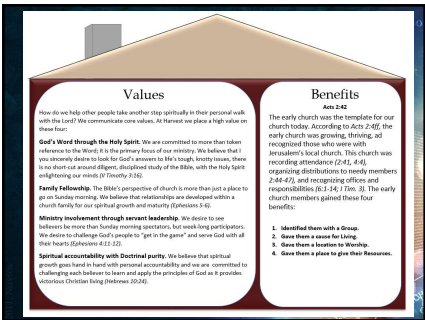 Values
How do we help other people take another step spiritually in their personal walk
with the Lord? We communicate core values. At Harvest we place a high value on
these four:
God's Word through the Holy Spirit. We are committed to more than token
reference to the Word; it is the primary focus of our ministry. We believe that I
you sincerely desire to look for God's answers to life's tough, knotty issues, there
is no short-cut around diligent, disciplined study of the Bible, with the Holy Spirit
enlightening our minds (IV Timothy 3:16).
Family Fellowship. The Bible's perspective of church is more than just a place to
go on Sunday morning. We believe that relationships are developed within a
church family for our spiritual growth and maturity (Ephesians 5-6).
Ministry involvement through servant leadership. We desire to see
believers be more than Sunday morning spectators, but week-long participators.
We desire to challenge God's people to "get in the game" and serve God with all
their hearts (Ephesians 4:11-12).
Spiritual accountability with Doctrinal purity. We believe that spiritual
growth goes hand in hand with personal accountability and we are committed to
challenging each believer to learn and apply the principles of God as it provides
victorious Christian living (Hebrews 10:24).
Benefits
Acts 2:42
The early church was the template for our
church today. According to Acts 2:4ff, the
early church was growing, thriving, ad
recognized those who were with
Jerusalem's local church. This church was
recording attendance (2:41, 4:4),
organizing distributions to needy members
2:44-47), and recognizing offices and
responsibilities (6:1-14; I Tim. 3). The early
church members gained these four
benefits:
1. Identified them with a Group.
2. Gave them a cause for Living.
3. Gave them a location to Worship.
4. Gave them a place to give their Resources.